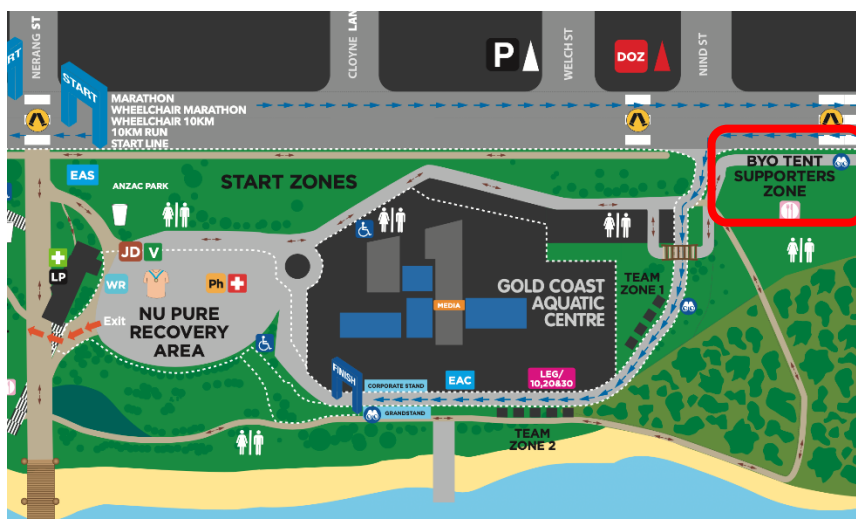 NERANG ST
CLOYNE LAN
WELCH ST
NIND ST
P
DOZ
START
MARATHON
WHEELCHAIR MARATHON
WHEELCHAIR 10KM
10KM RUN
START LINE
EAS
ANZAC PARK
START ZONES
BYO TENT
SUPPORTERS
ZONE
JD
V
LP
WR
Ph
NU PURE
RECOVERY
AREA
Exit
MEDIA
GOLD COAST
AQUATIC
CENTRE
TEAM
ZONE 1
FINISH
CORPORATE STAND
GRANDSTAND
EAC
LEG/
10,20&30
TEAM
ZONE 2